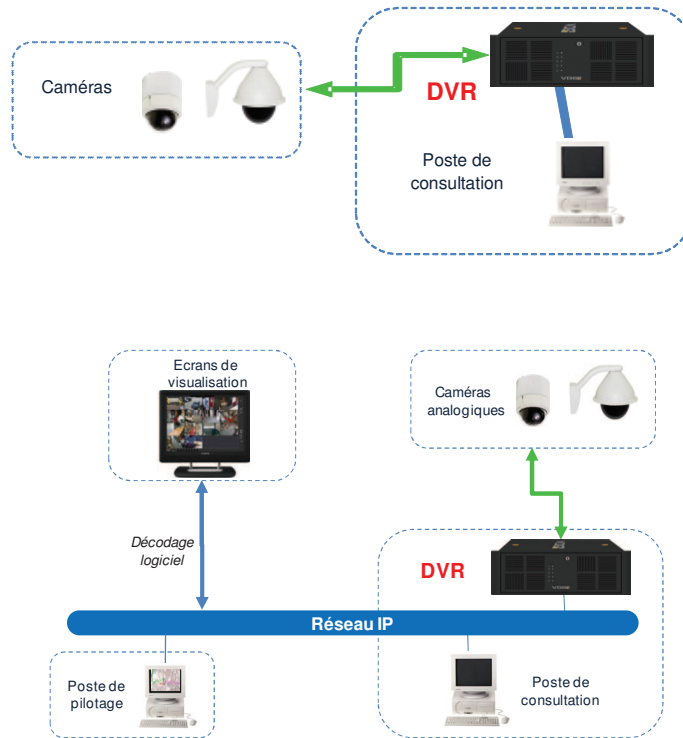 Caméras
DVR
Poste de
consultation
Ecrans de
visualisation
Caméras
analogiques
Décodage
logiciel
DVR
Réseau IP
Poste de
pilotage
Poste de
consultation